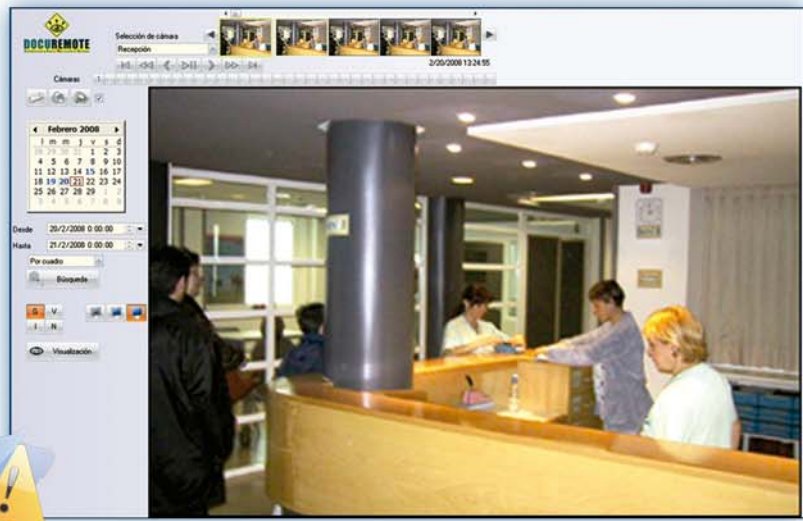 DOCUREMOTE
Selección de cámara
Recepción
2/20/2008 13:24:55
Cámaras
Febrero 2008
l m m j v s d
28 29 30 31 1 2 3
4 5 6 7 8 9 10
11 12 13 14 15 16 17
18 19 20 21 22 23 24
25 26 27 28 29 1 2
3 4 5 6 7 8 9
Desde 20/2/2008 0:00:00
Hasta 21/2/2008 0:00:00
Por cuadro
Búsqueda
S V
I N
Visualización